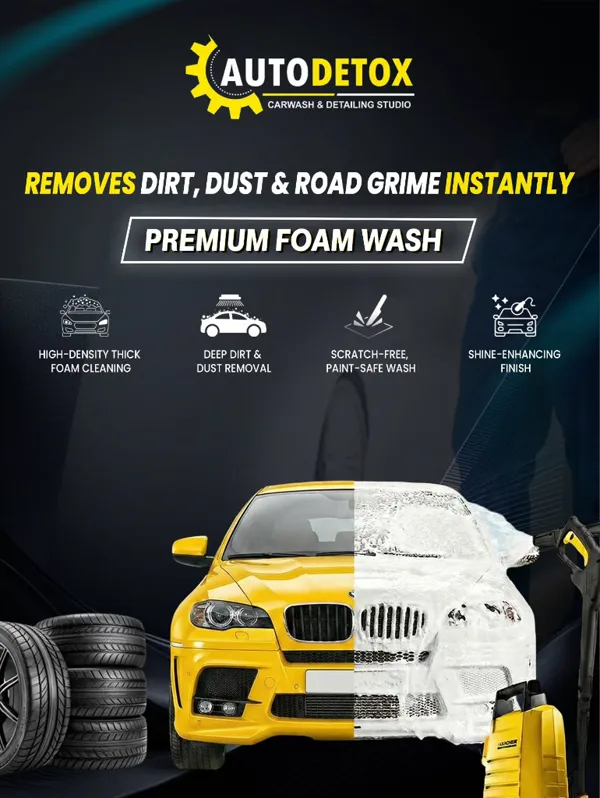 AUTODETOX
CARWASH & DETAILING STUDIO
REMOVES DIRT, DUST & ROAD GRIME INSTANTLY
PREMIUM FOAM WASH
HIGH-DENSITY THICK
FOAM CLEANING
DEEP DIRT &
DUST REMOVAL
SCRATCH-FREE,
PAINT-SAFE WASH
SHINE-ENHANCING
FINISH